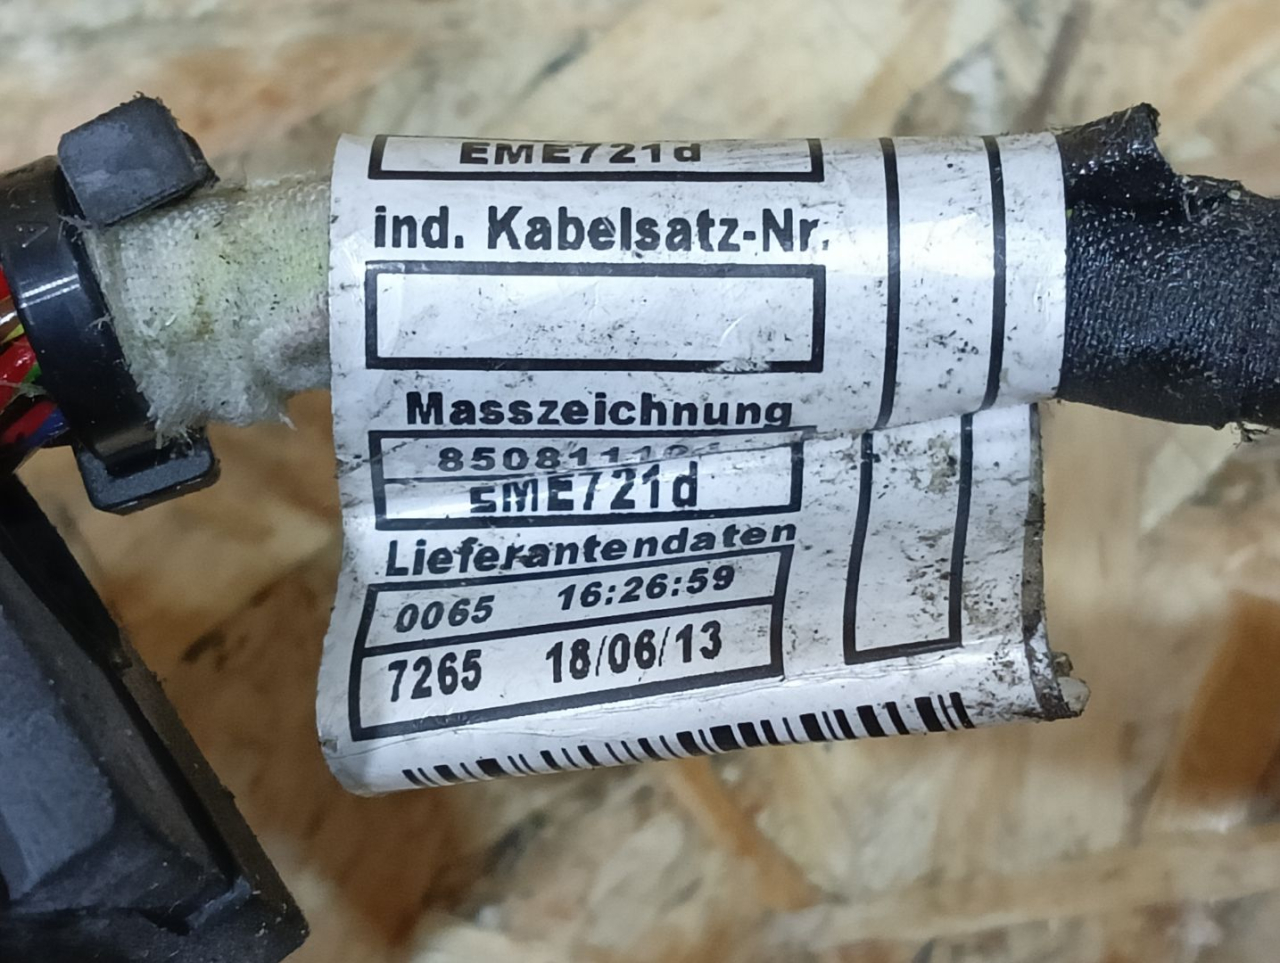 EME721d
ind. Kabelsatz-Nr.
Masszeichnung
EME721d
Lieferantendaten
0065 16:26:59
7265 18/06/13